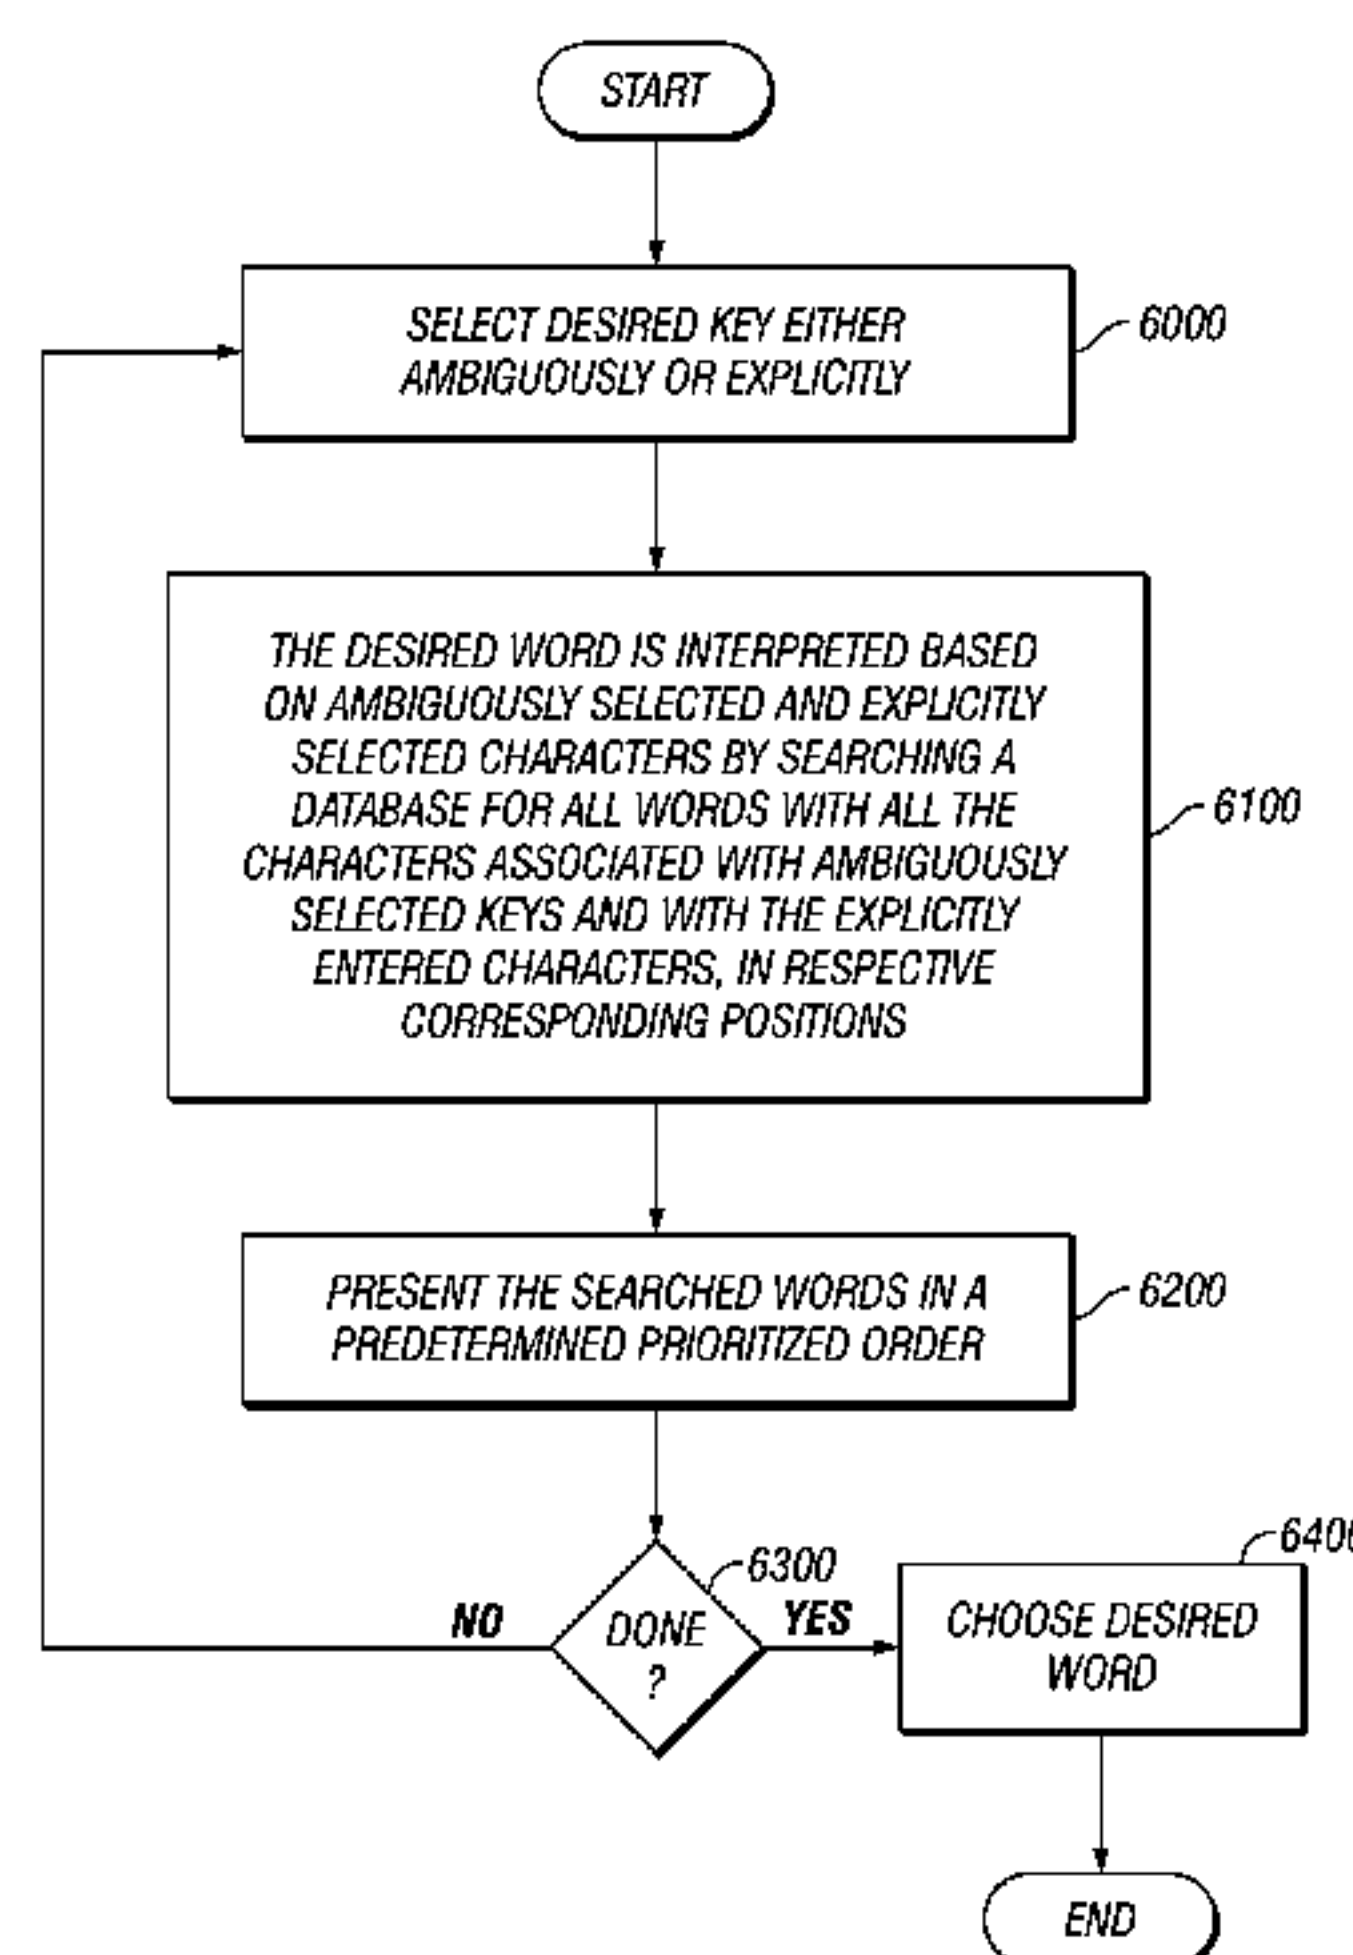 START
SELECT DESIRED KEY EITHER
AMBIGUOUSLY OR EXPLICITLY
6000
THE DESIRED WORD IS INTERPRETED BASED
ON AMBIGUOUSLY SELECTED AND EXPLICITLY
SELECTED CHARACTERS BY SEARCHING A
DATABASE FOR ALL WORDS WITH ALL THE
CHARACTERS ASSOCIATED WITH AMBIGUOUSLY
SELECTED KEYS AND WITH THE EXPLICITLY
ENTERED CHARACTERS, IN RESPECTIVE
CORRESPONDING POSITIONS
6100
PRESENT THE SEARCHED WORDS IN A
PREDETERMINED PRIORITIZED ORDER
6200
6300
DONE
?
NO
YES
CHOOSE DESIRED
WORD
END